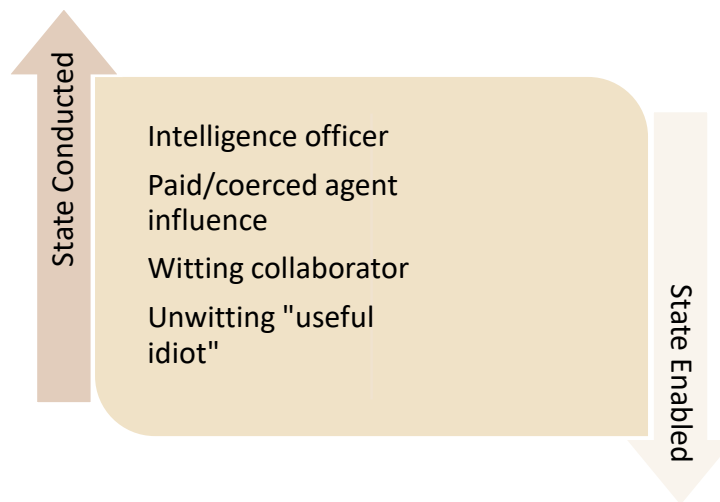 State Conducted
Intelligence officer
Paid/coerced agent
influence
Witting collaborator
Unwitting "useful
idiot"
State Enabled